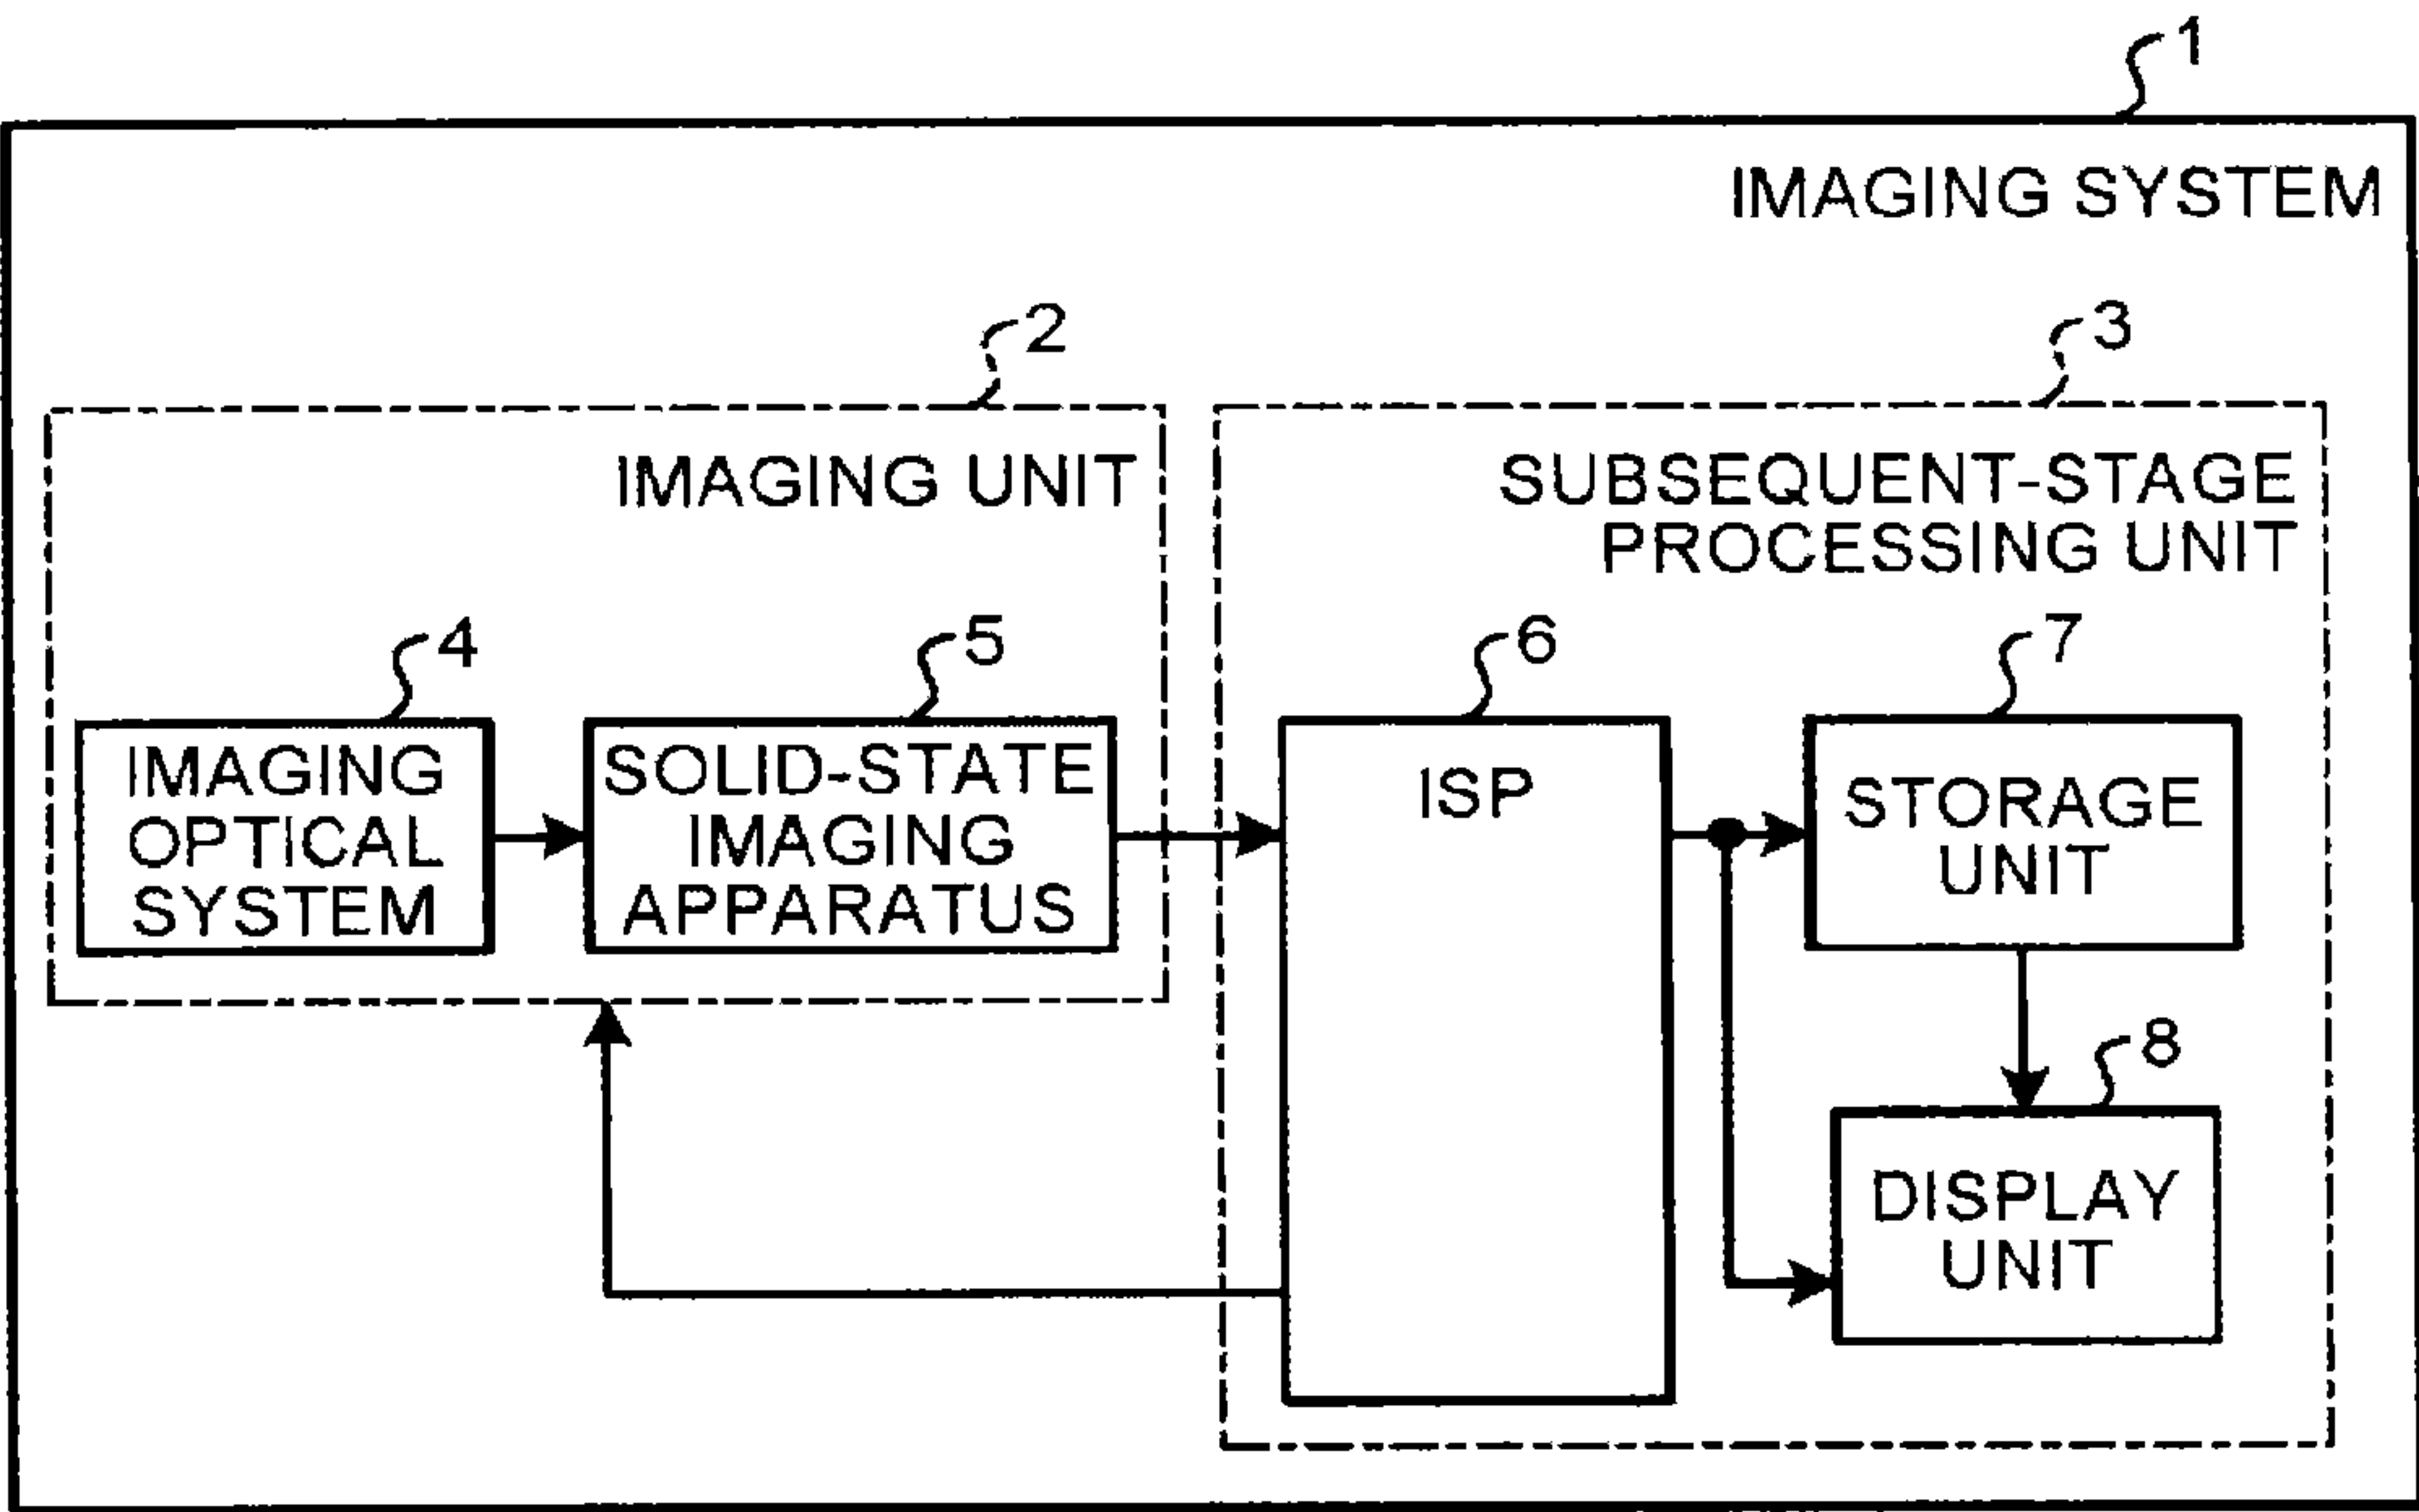 1
IMAGING SYSTEM
2
3
IMAGING UNIT
SUBSEQUENT-STAGE
PROCESSING UNIT
4
5
6
7
IMAGING
OPTICAL
SYSTEM
SOLID-STATE
IMAGING
APPARATUS
ISP
STORAGE
UNIT
8
DISPLAY
UNIT